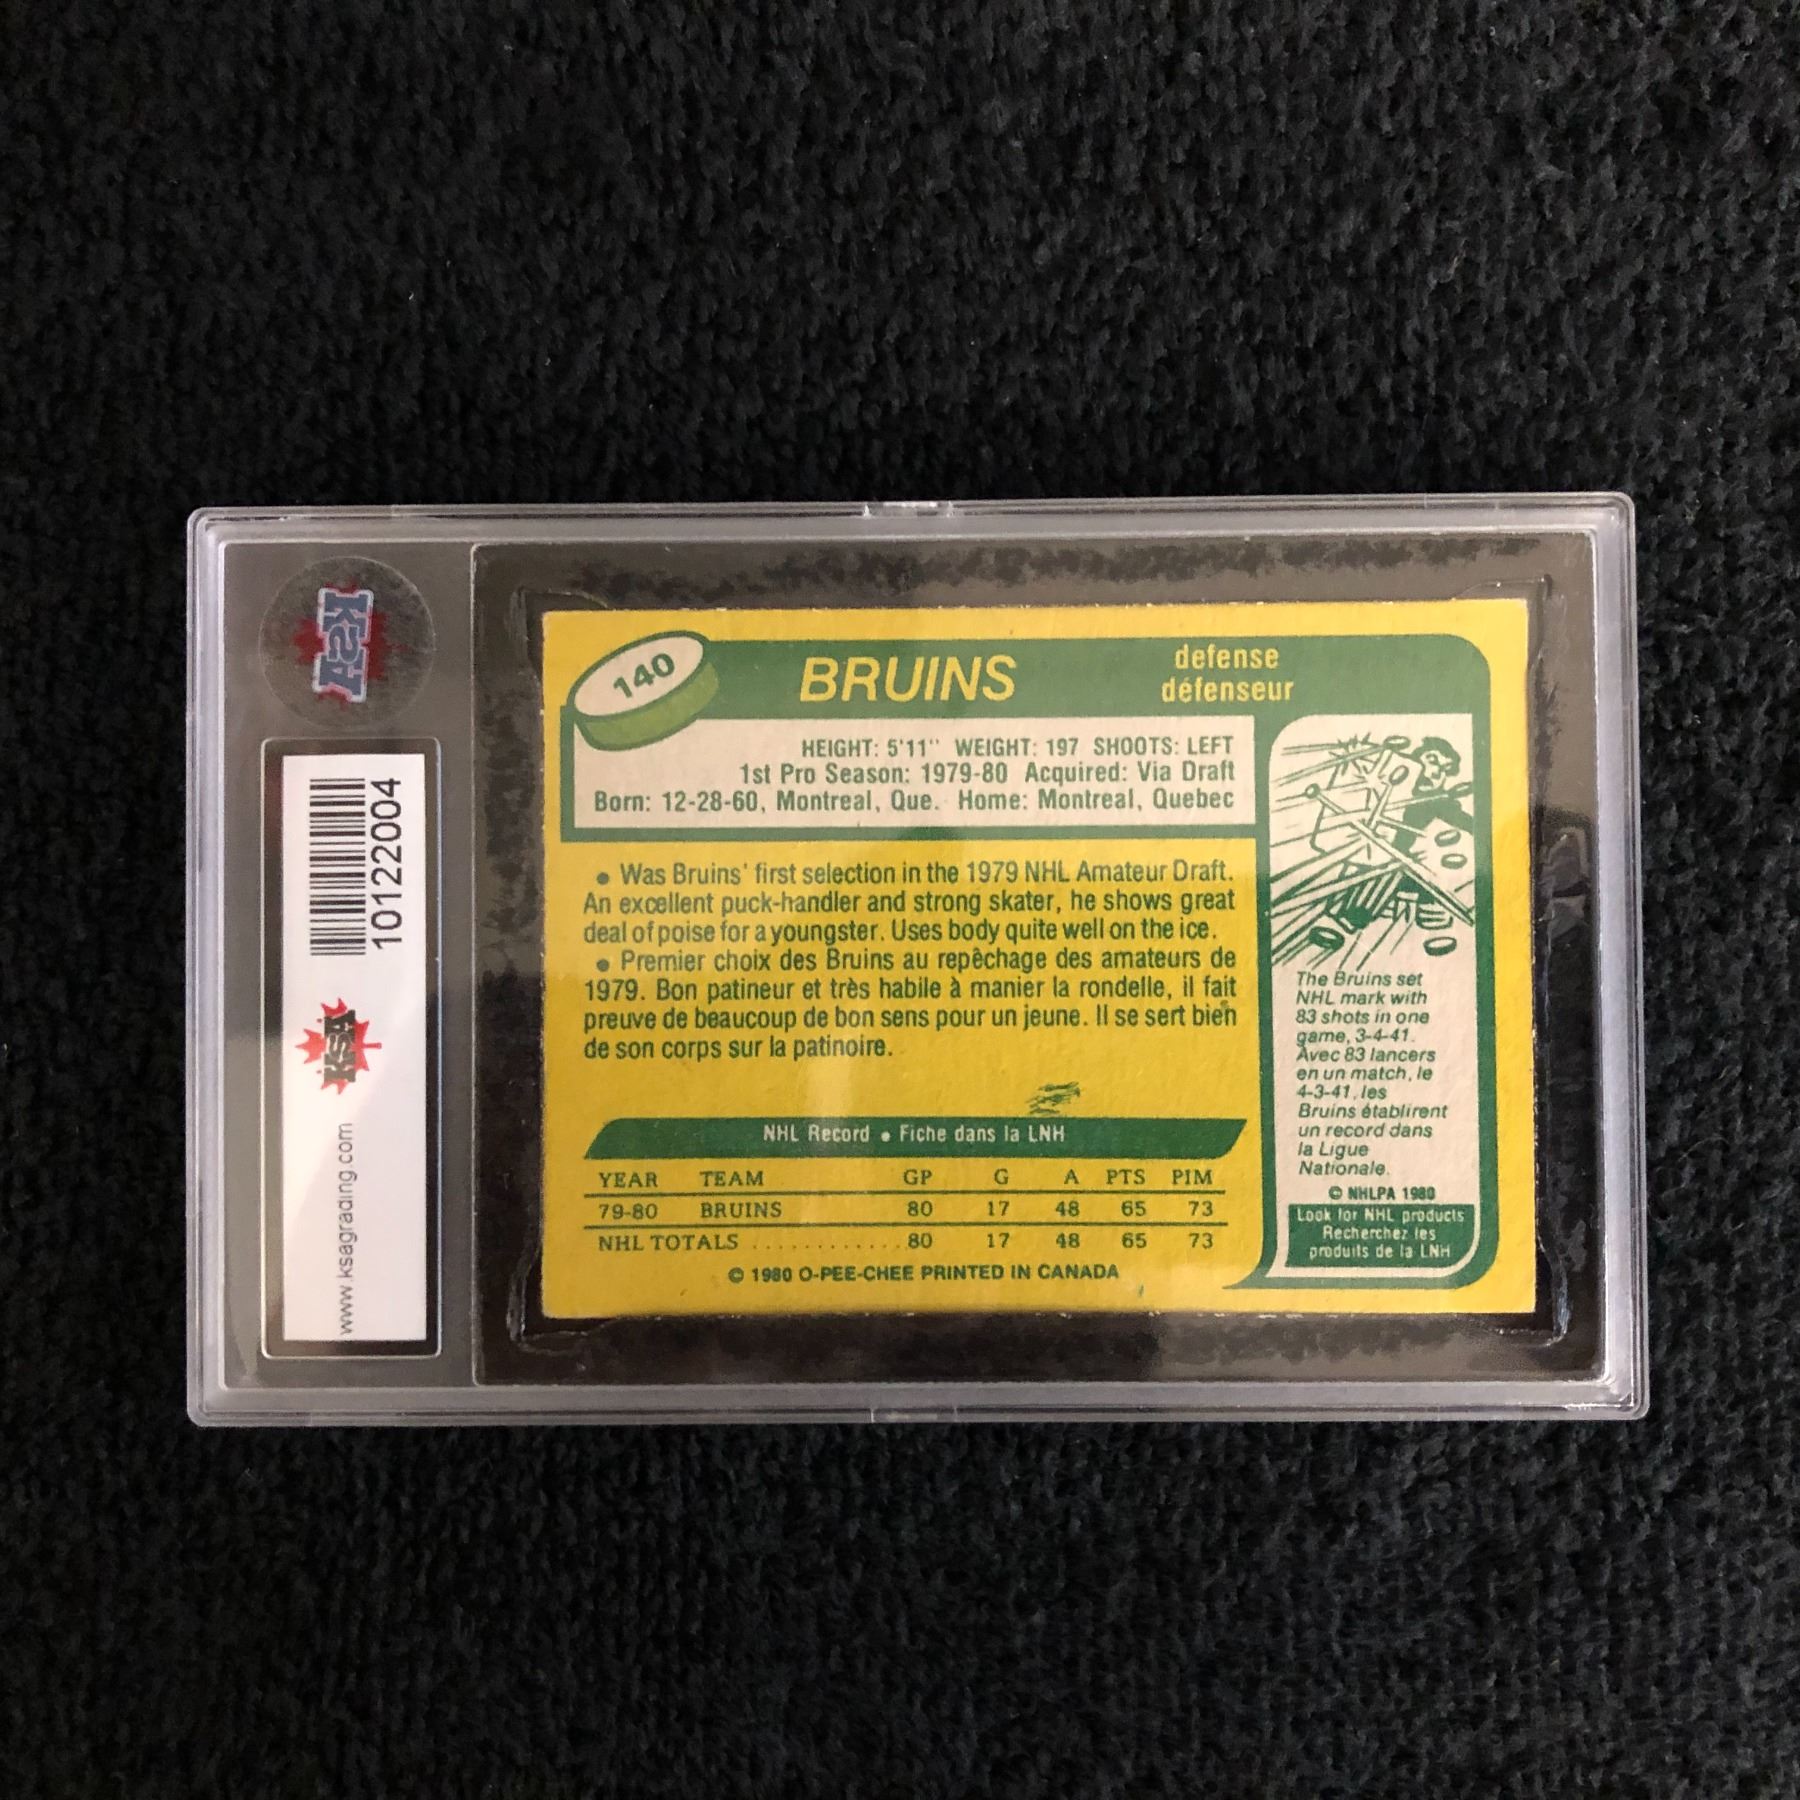 KSA
10122004
KSA
www.ksagrading.com
140
BRUINS
defense
défenseur
HEIGHT: 5'11" WEIGHT: 197 SHOOTS: LEFT
1st Pro Season: 1979-80 Acquired: Via Draft
Born: 12-28-60, Montreal, Que. Home: Montreal, Quebec
• Was Bruins' first selection in the 1979 NHL Amateur Draft.
An excellent puck-handler and strong skater, he shows great
deal of poise for a youngster. Uses body quite well on the ice.
• Premier choix des Bruins au repêchage des amateurs de
1979. Bon patineur et très habile à manier la rondelle, il fait
preuve de beaucoup de bon sens pour un jeune. Il se sert bien
de son corps sur la patinoire.
NHL Record • Fiche dans la LNH
YEAR TEAM GP G A PTS PIM
79-80 BRUINS 80 17 48 65 73
NHL TOTALS ............. 80 17 48 65 73
© 1980 O-PEE-CHEE PRINTED IN CANADA
The Bruins set
NHL mark with
83 shots in one
game, 3-4-41.
Avec 83 lancers
en un match, le
4-3-41, les
Bruins établirent
un record dans
la Ligue
Nationale.
© NHLPA 1980
Look for NHL products
Recherchez les
produits de la LNH